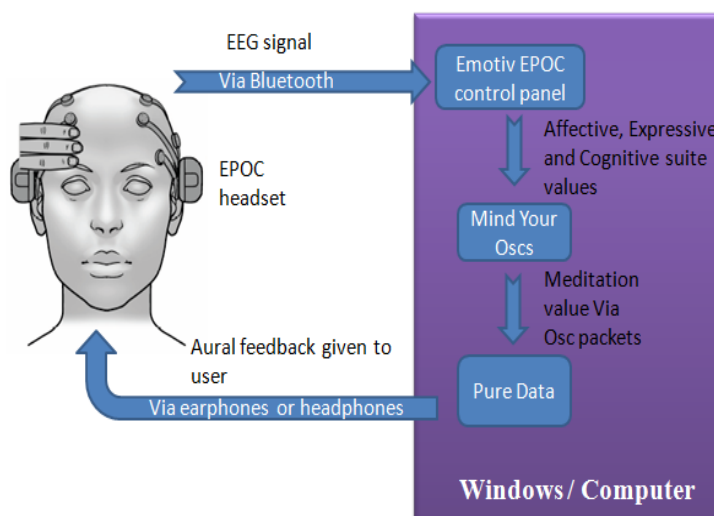 EEG signal
Via Bluetooth
Emotiv EPOC
control panel
Affective, Expressive
and Cognitive suite
values
EPOC
headset
Mind Your
Oscs
Meditation
value Via
Osc packets
Aural feedback given to
user
Via earphones or headphones
Pure Data
Windows / Computer